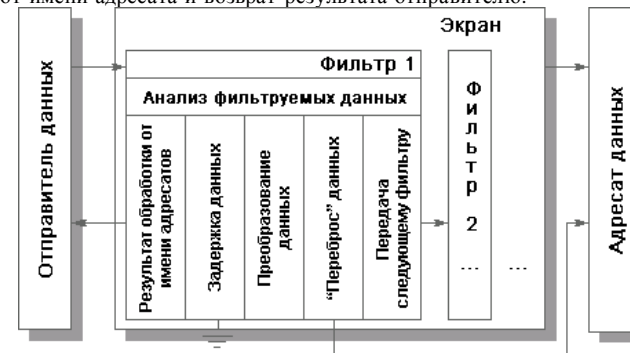 от имени адресата и возврат результата отправителю.
Экран
Фильтр 1
Анализ фильтруемых данных
Отправитель данных
Результат обработки от
имени адресатов
Задержка данных
Преобразование
данных
“Переброс” данных
Передача
следующему фильтру
Фильтр
2
...
...
Адресат данных